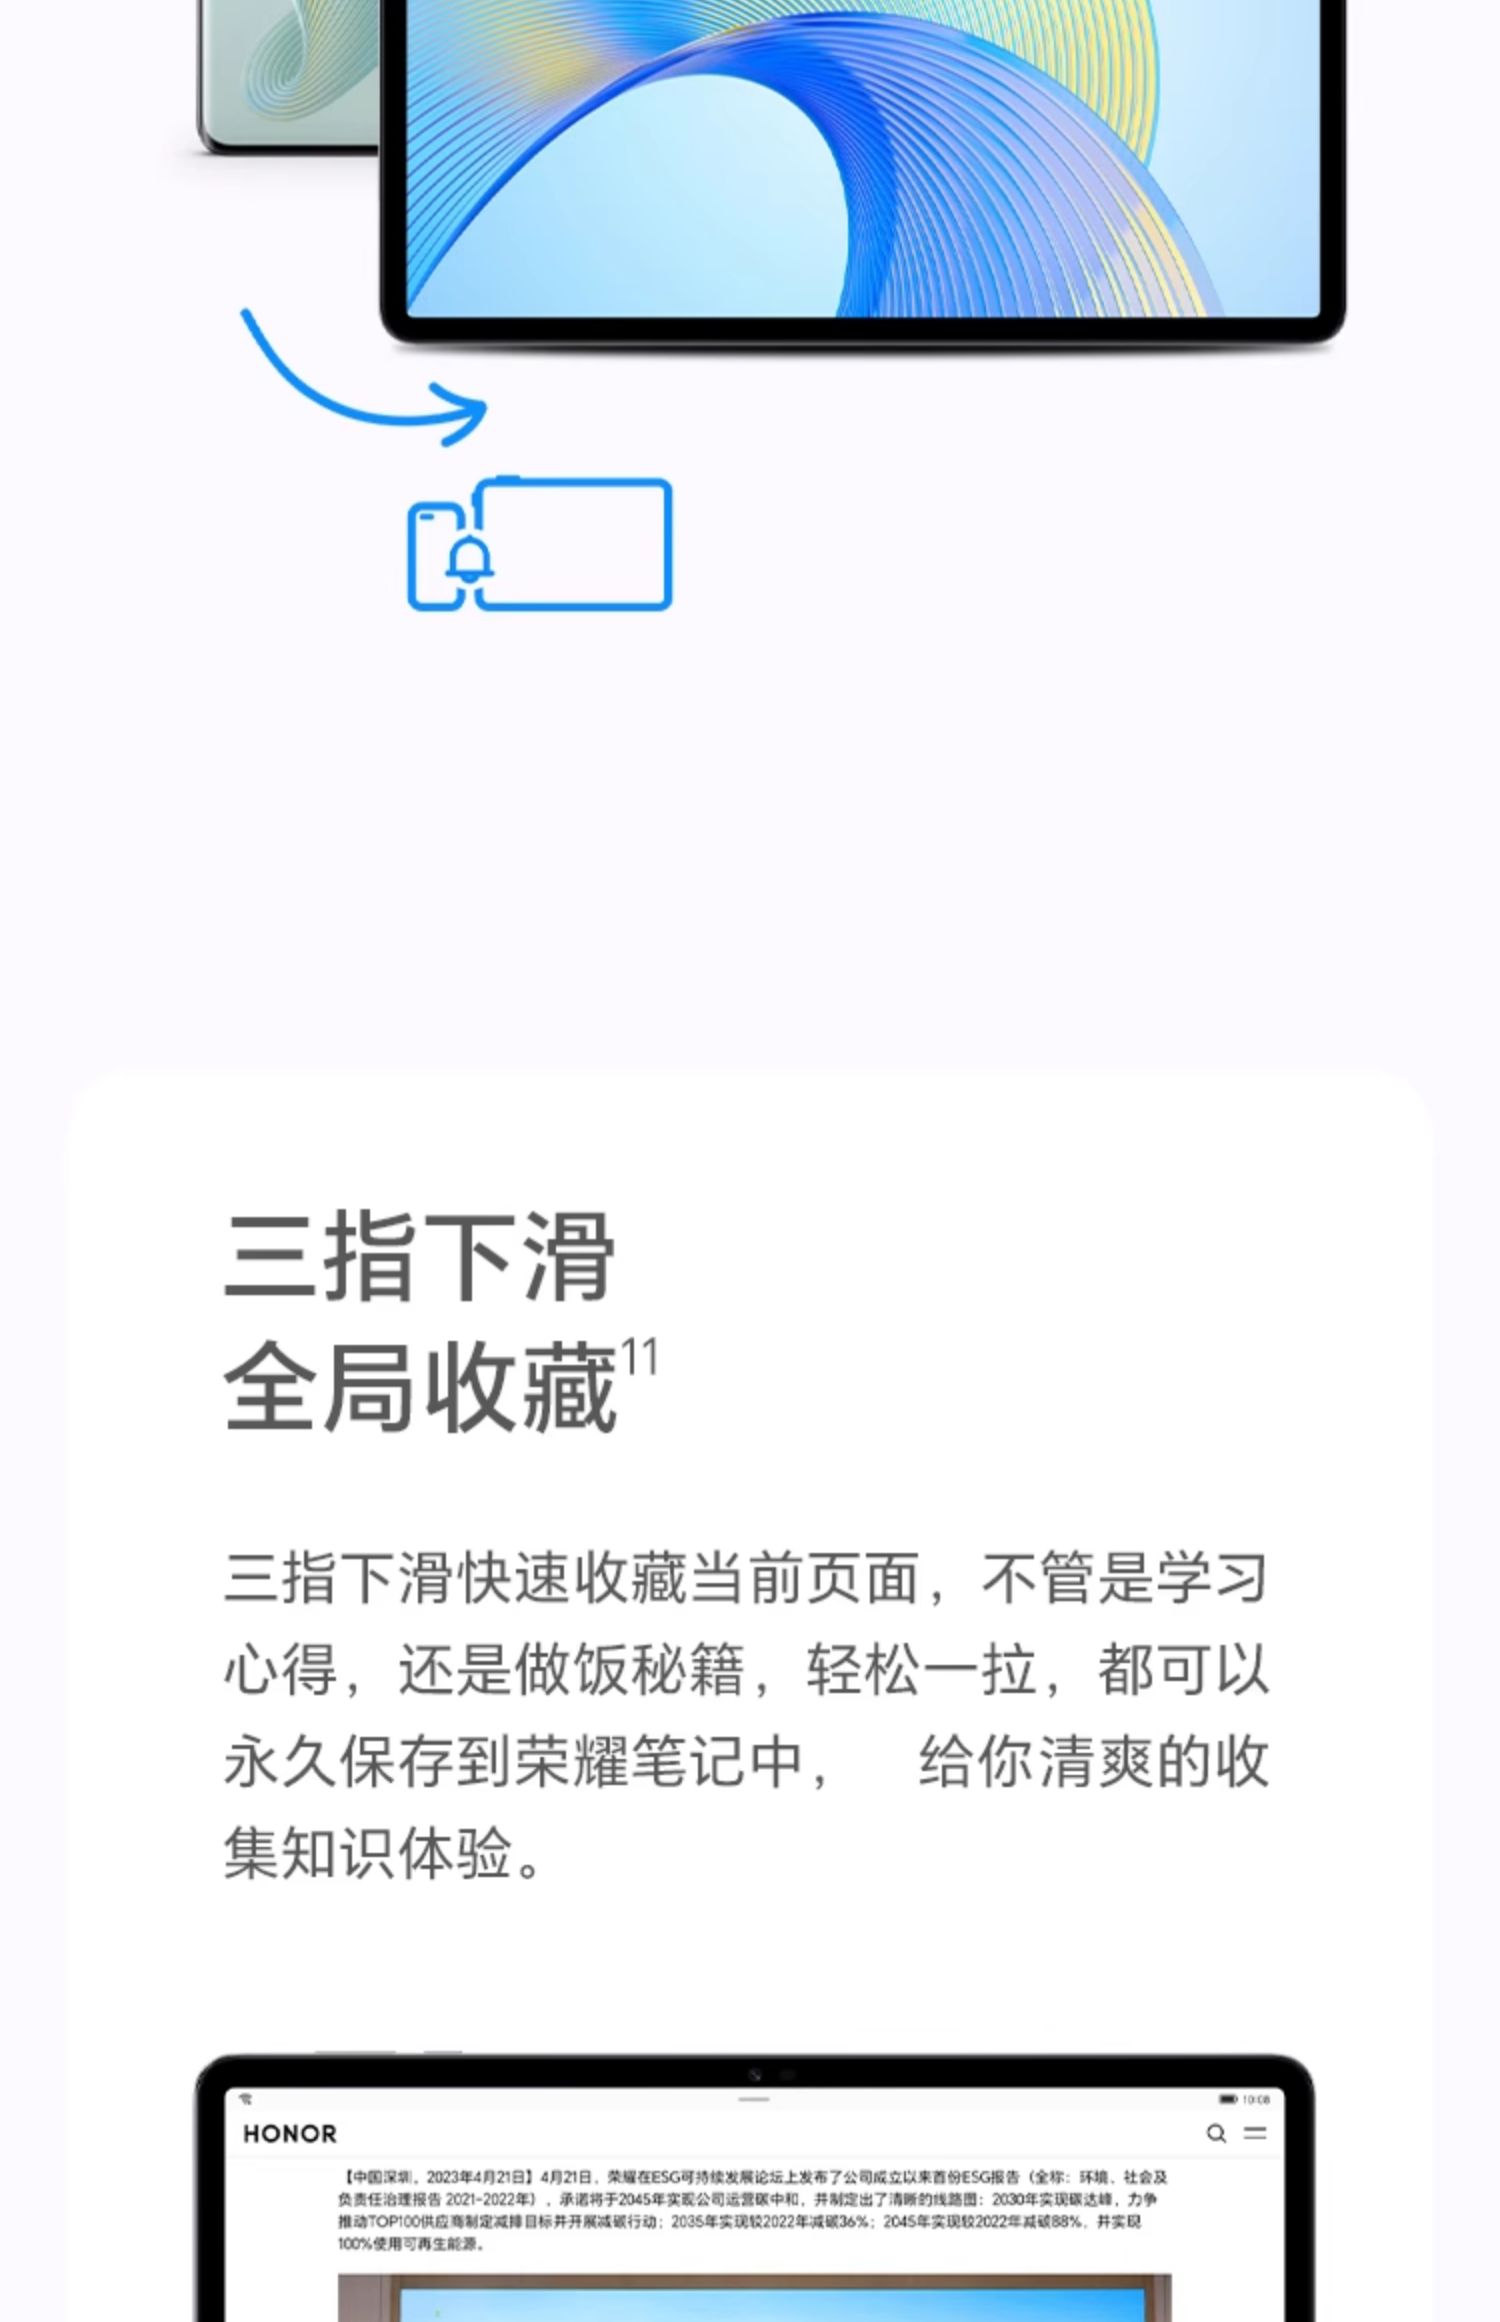 三指下滑
全局收藏11
三指下滑快速收藏当前页面，不管是学习
心得，还是做饭秘籍，轻松一拉，都可以
永久保存到荣耀笔记中，　给你清爽的收
集知识体验。
10:08
HONOR
【中国深圳，2023年4月21日】4月21日，荣耀在ESG可持续发展论坛上发布了公司成立以来首份ESG报告（全称：环境、社会及
负责任治理报告 2021-2022年），承诺将于2045年实现公司运营碳中和，并制定出了清晰的线路图：2030年实现碳达峰，力争
推动TOP100供应商制定减排目标并开展减碳行动；2035年实现较2022年减碳36%；2045年实现较2022年减碳88%，并实现
100%使用可再生能源。